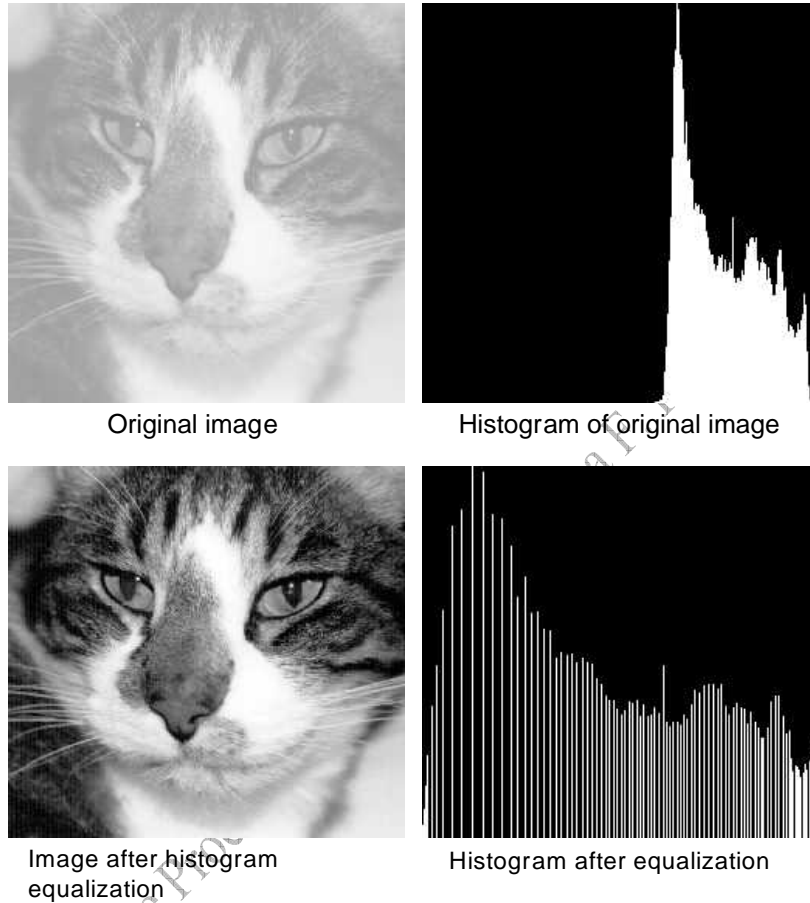 Original image
Histogram of original image
Image after histogram
equalization
Histogram after equalization